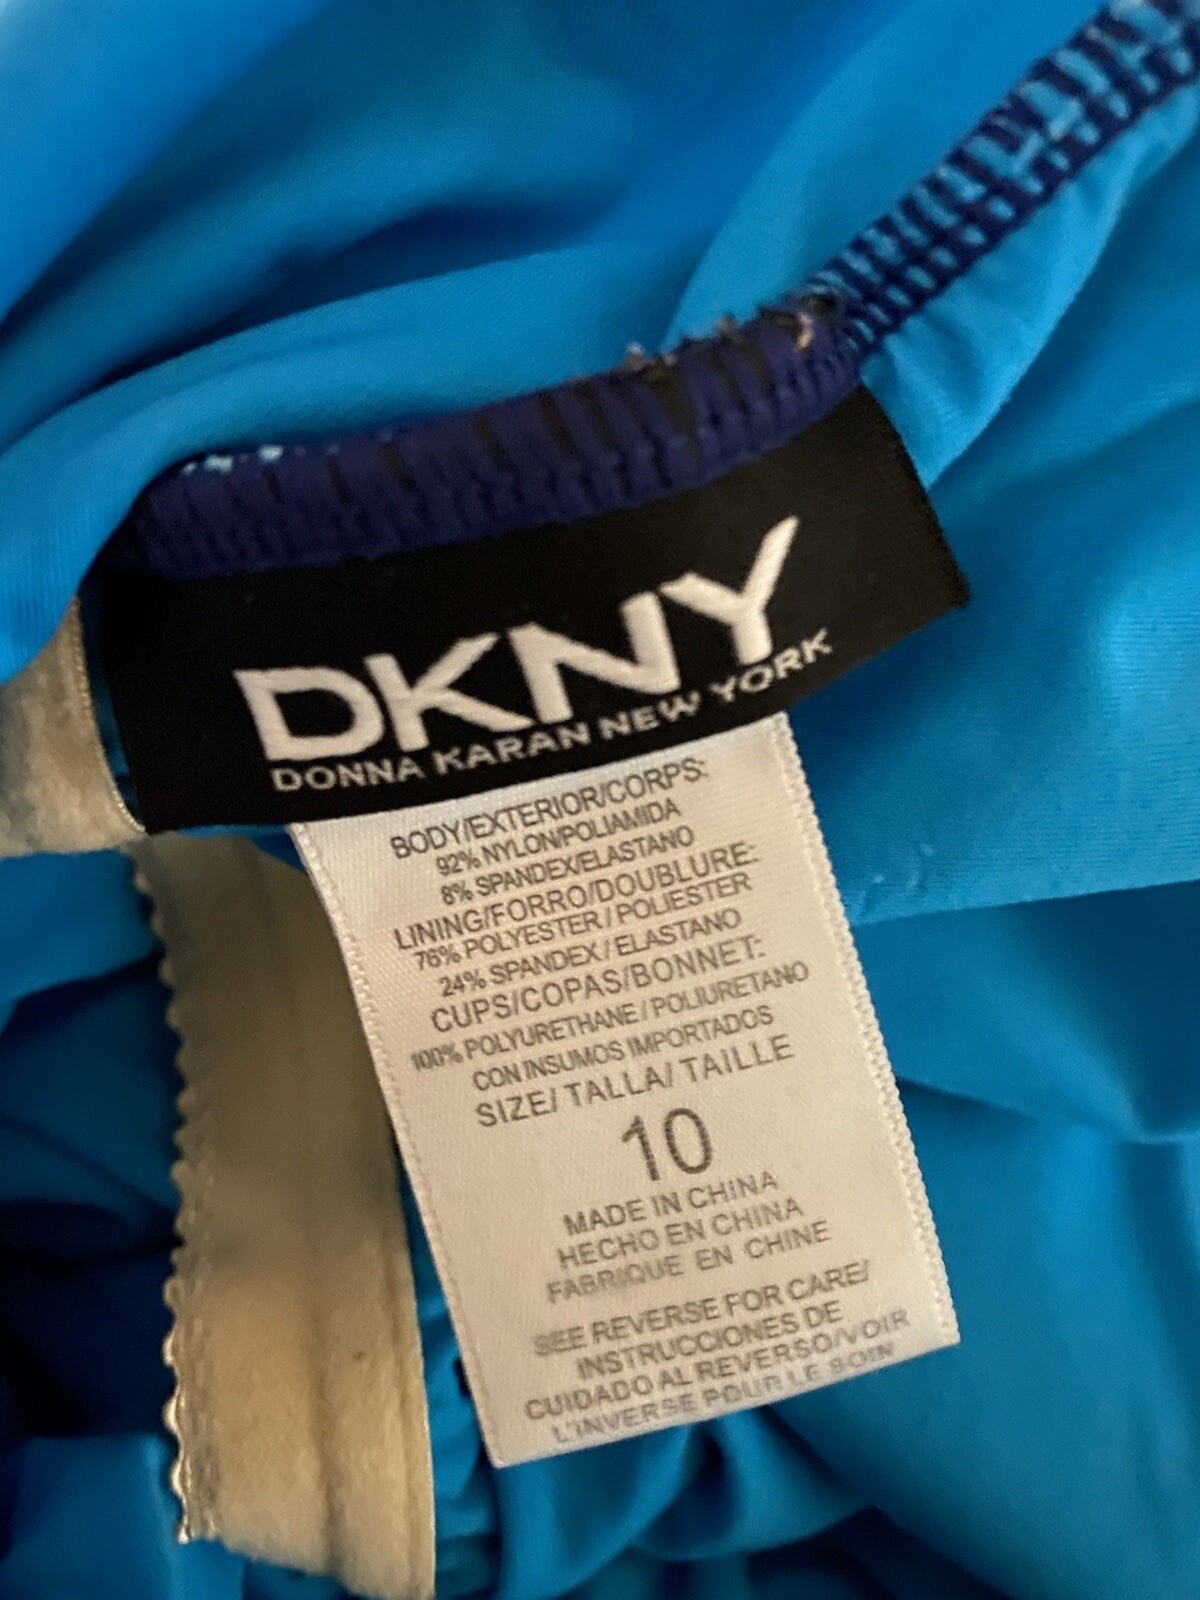 DKNY
DONNA KARAN NEW YORK
BODY/EXTERIOR/CORPS:
92% NYLON/POLIAMIDA
8% SPANDEX/ELASTANO
LINING/FORRO/DOUBLURE:
76% POLYESTER / POLIESTER
24% SPANDEX / ELASTANO
CUPS/COPAS/BONNET:
100% POLYURETHANE / POLIURETANO
CON INSUMOS IMPORTADOS
SIZE/ TALLA/ TAILLE
10
MADE IN CHINA
HECHO EN CHINA
FABRIQUE EN CHINE
SEE REVERSE FOR CARE/
INSTRUCCIONES DE
CUIDADO AL REVERSO/VOIR
L'INVERSE POUR LE SOIN